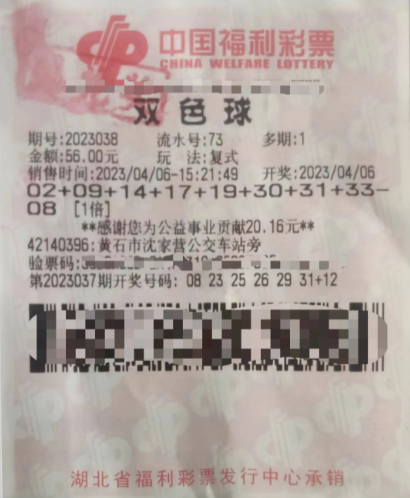 中国福利彩票
CHINA WELFARE LOTTERY
双色球
期号:2023038 流水号:73 多期:1
金额:56.00元 玩 法:复式
销售时间:2023/04/06-15:21:49 开奖:2023/04/06
02+09+14+17+19+30+31+33-
08 [1倍]
**感谢您为公益事业贡献20.16元**
42140396:黄石市沈家营公交车站旁
验票码:
第2023037期开奖号码: 08 23 25 26 29 31+12
湖北省福利彩票发行中心承销